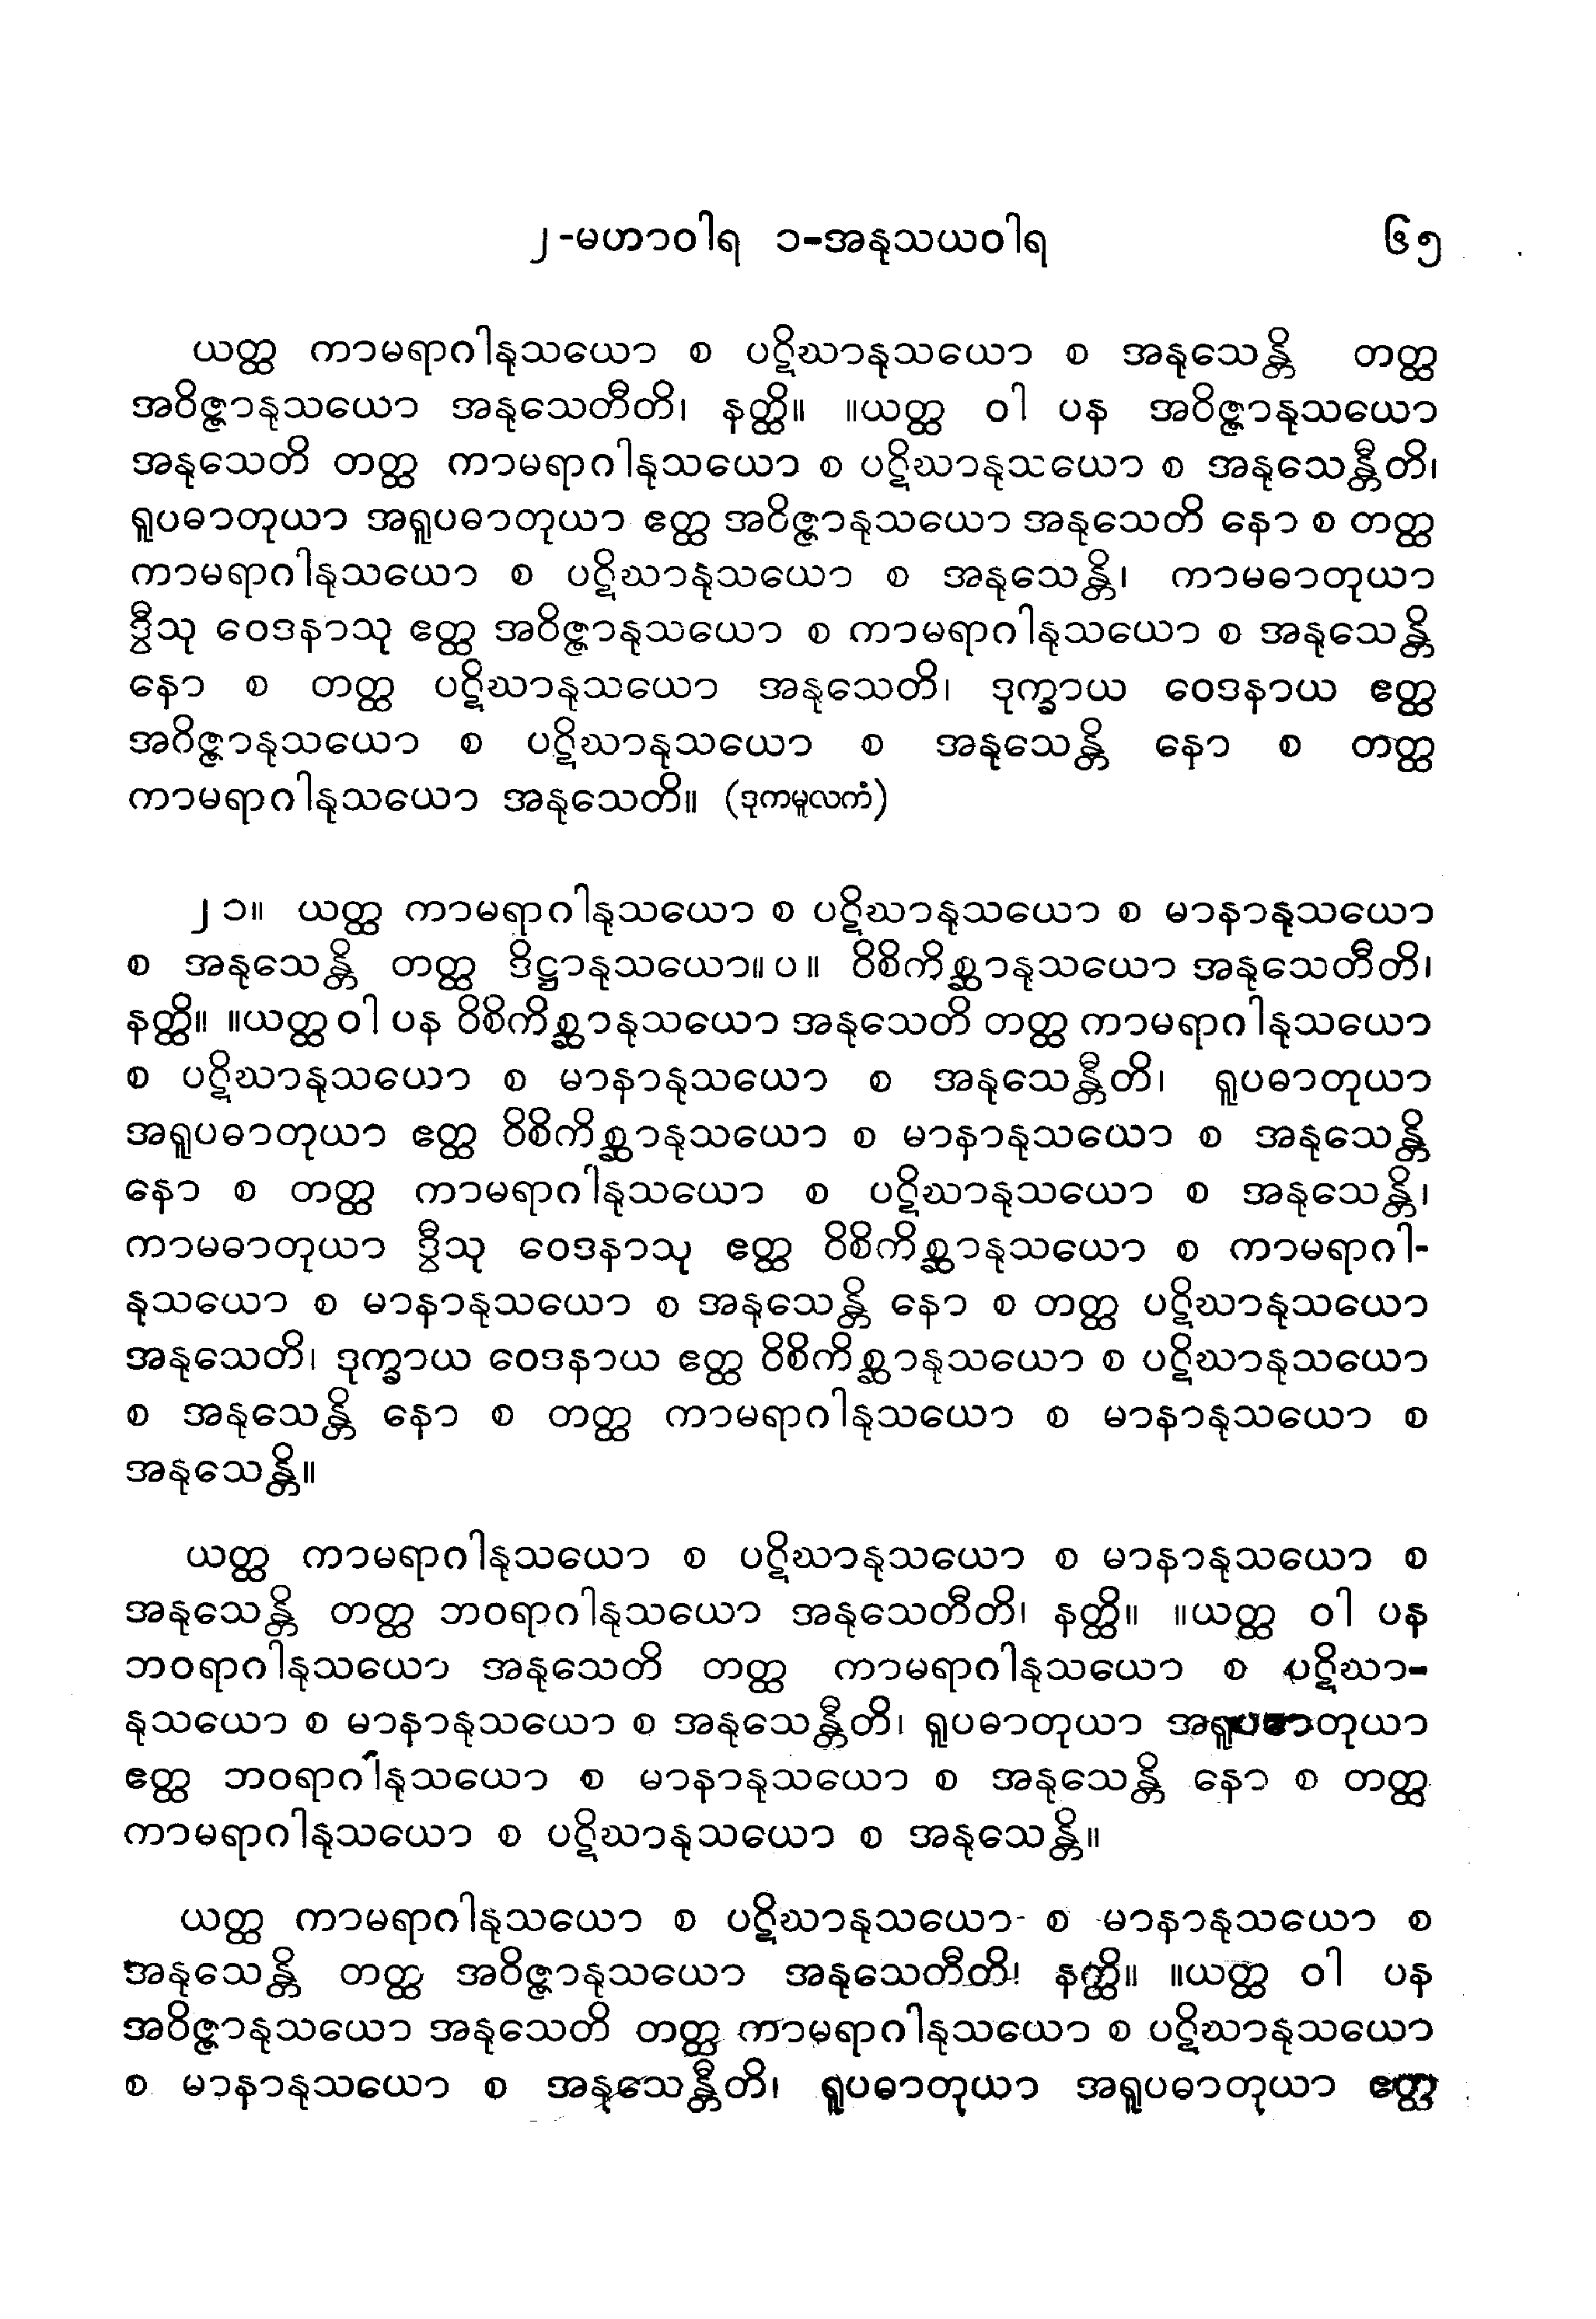 ၂-မဟာဝါရ ၁-အနုသယဝါရ ၆၅
ယတ္ထ ကာမရာဂါနုသယော စ ပဋိဃာနုသယော စ အနုသေန္တိ တတ္ထ
အဝိဇ္ဇာနုသယော အနုသေတီတိ၊ နတ္ထိ။ ။ယတ္ထ ဝါ ပန အဝိဇ္ဇာနုသယော
အနုသေတိ တတ္ထ ကာမရာဂါနုသယော စ ပဋိဃာနုသယော စ အနုသေန္တီတိ၊
ရူပဓာတုယာ အရူပဓာတုယာ ဧတ္ထ အဝိဇ္ဇာနုသယော အနုသေတိ နော စ တတ္ထ
ကာမရာဂါနုသယော စ ပဋိဃာနုသယော စ အနုသေန္တိ၊ ကာမဓာတုယာ
ဒွီသု ဝေဒနာသု ဧတ္ထ အဝိဇ္ဇာနုသယော စ ကာမရာဂါနုသယော စ အနုသေန္တိ
နော စ တတ္ထ ပဋိဃာနုသယော အနုသေတိ၊ ဒုက္ခာယ ဝေဒနာယ ဧတ္ထ
အဝိဇ္ဇာနုသယော စ ပဋိဃာနုသယော စ အနုသေန္တိ နော စ တတ္ထ
ကာမရာဂါနုသယော အနုသေတိ။ (ဒုကမူလကံ)
၂၁။ ယတ္ထ ကာမရာဂါနုသယော စ ပဋိဃာနုသယော စ မာနာနုသယော
စ အနုသေန္တိ တတ္ထ ဒိဋ္ဌာနုသယော။ပ။ ဝိစိကိစ္ဆာနုသယော အနုသေတီတိ၊
နတ္ထိ။ ။ယတ္ထ ဝါ ပန ဝိစိကိစ္ဆာနုသယော အနုသေတိ တတ္ထ ကာမရာဂါနုသယော
စ ပဋိဃာနုသယော စ မာနာနုသယော စ အနုသေန္တီတိ၊ ရူပဓာတုယာ
အရူပဓာတုယာ ဧတ္ထ ဝိစိကိစ္ဆာနုသယော စ မာနာနုသယော စ အနုသေန္တိ
နော စ တတ္ထ ကာမရာဂါနုသယော စ ပဋိဃာနုသယော စ အနုသေန္တိ၊
ကာမဓာတုယာ ဒွီသု ဝေဒနာသု ဧတ္ထ ဝိစိကိစ္ဆာနုသယော စ ကာမရာဂါ-
နုသယော စ မာနာနုသယော စ အနုသေန္တိ နော စ တတ္ထ ပဋိဃာနုသယော
အနုသေတိ၊ ဒုက္ခာယ ဝေဒနာယ ဧတ္ထ ဝိစိကိစ္ဆာနုသယော စ ပဋိဃာနုသယော
စ အနုသေန္တိ နော စ တတ္ထ ကာမရာဂါနုသယော စ မာနာနုသယော စ
အနုသေန္တိ။
ယတ္ထ ကာမရာဂါနုသယော စ ပဋိဃာနုသယော စ မာနာနုသယော စ
အနုသေန္တိ တတ္ထ ဘဝရာဂါနုသယော အနုသေတီတိ၊ နတ္ထိ။ ။ယတ္ထ ဝါ ပန
ဘဝရာဂါနုသယော အနုသေတိ တတ္ထ ကာမရာဂါနုသယော စ ပဋိဃာ-
နုသယော စ မာနာနုသယော စ အနုသေန္တီတိ၊ ရူပဓာတုယာ အရူပဓာတုယာ
ဧတ္ထ ဘဝရာဂါနုသယော စ မာနာနုသယော စ အနုသေန္တိ နော စ တတ္ထ
ကာမရာဂါနုသယော စ ပဋိဃာနုသယော စ အနုသေန္တိ။
ယတ္ထ ကာမရာဂါနုသယော စ ပဋိဃာနုသယော စ မာနာနုသယော စ
အနုသေန္တိ တတ္ထ အဝိဇ္ဇာနုသယော အနုသေတီတိ၊ နတ္ထိ။ ။ယတ္ထ ဝါ ပန
အဝိဇ္ဇာနုသယော အနုသေတိ တတ္ထ ကာမရာဂါနုသယော စ ပဋိဃာနုသယော
စ မာနာနုသယော စ အနုသေန္တီတိ၊ ရူပဓာတုယာ အရူပဓာတုယာ ဧတ္ထ